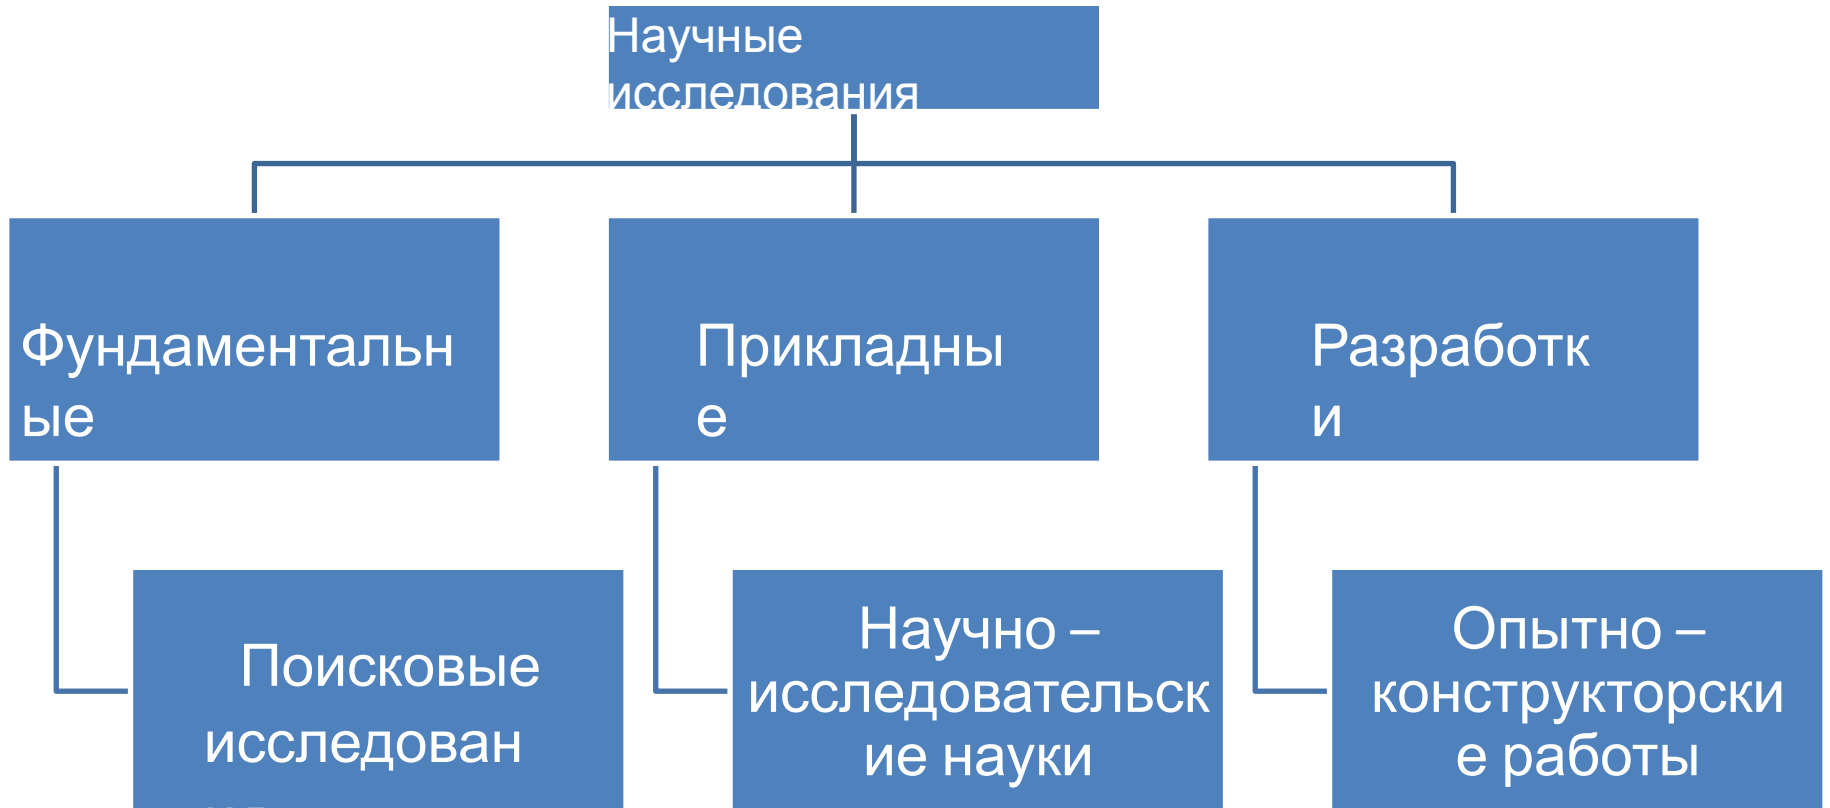 Научные
исследования
Фундаментальн
ые
Прикладны
е
Разработк
и
Поисковые
исследован
Научно –
исследовательск
ие науки
Опытно –
конструкторски
е работы